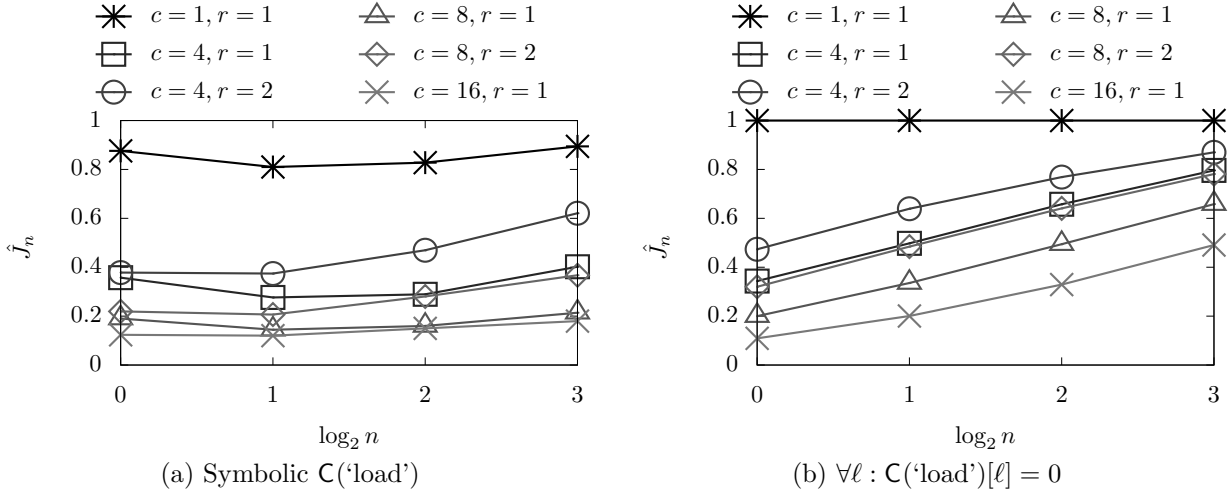 c = 1, r = 1
c = 8, r = 1
c = 4, r = 1
c = 8, r = 2
c = 4, r = 2
c = 16, r = 1
1
0.8
0.6
0.4
0.2
0
Ĵn
0 1 2 3
log2 n
(a) Symbolic C(‘load’)
c = 1, r = 1
c = 8, r = 1
c = 4, r = 1
c = 8, r = 2
c = 4, r = 2
c = 16, r = 1
1
0.8
0.6
0.4
0.2
0
Ĵn
0 1 2 3
log2 n
(b) ∀ℓ : C(‘load’)[ℓ] = 0